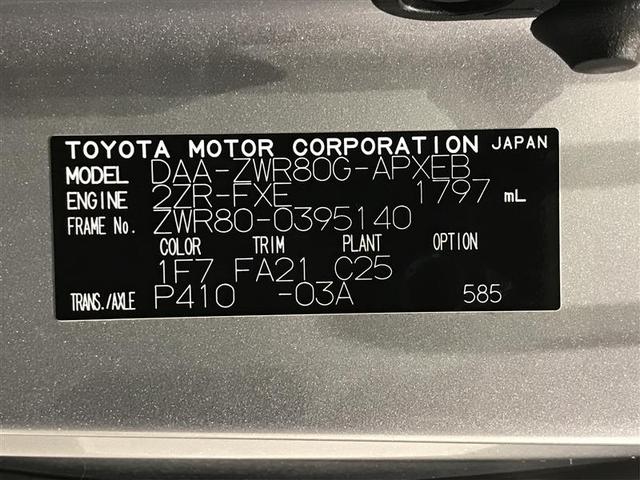 TOYOTA MOTOR CORPORATION JAPAN
MODEL DAA-ZWR80G-APXEB
ENGINE 2ZR-FXE 1797 mL
FRAME No. ZWR80-0395140
COLOR TRIM PLANT OPTION
1F7 FA21 C25
TRANS./AXLE P410 -03A 585